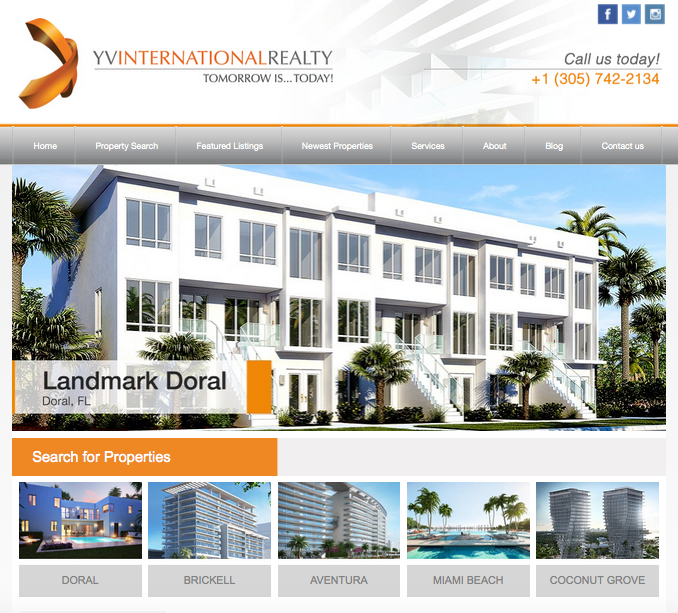 YVINTERNATIONALREALTY
TOMORROW IS...TODAY!
Call us today!
+1 (305) 742-2134
Home Property Search Featured Listings Newest Properties Services About Blog Contact us
Landmark Doral
Doral, FL
Search for Properties
DORAL BRICKELL AVENTURA MIAMI BEACH COCONUT GROVE